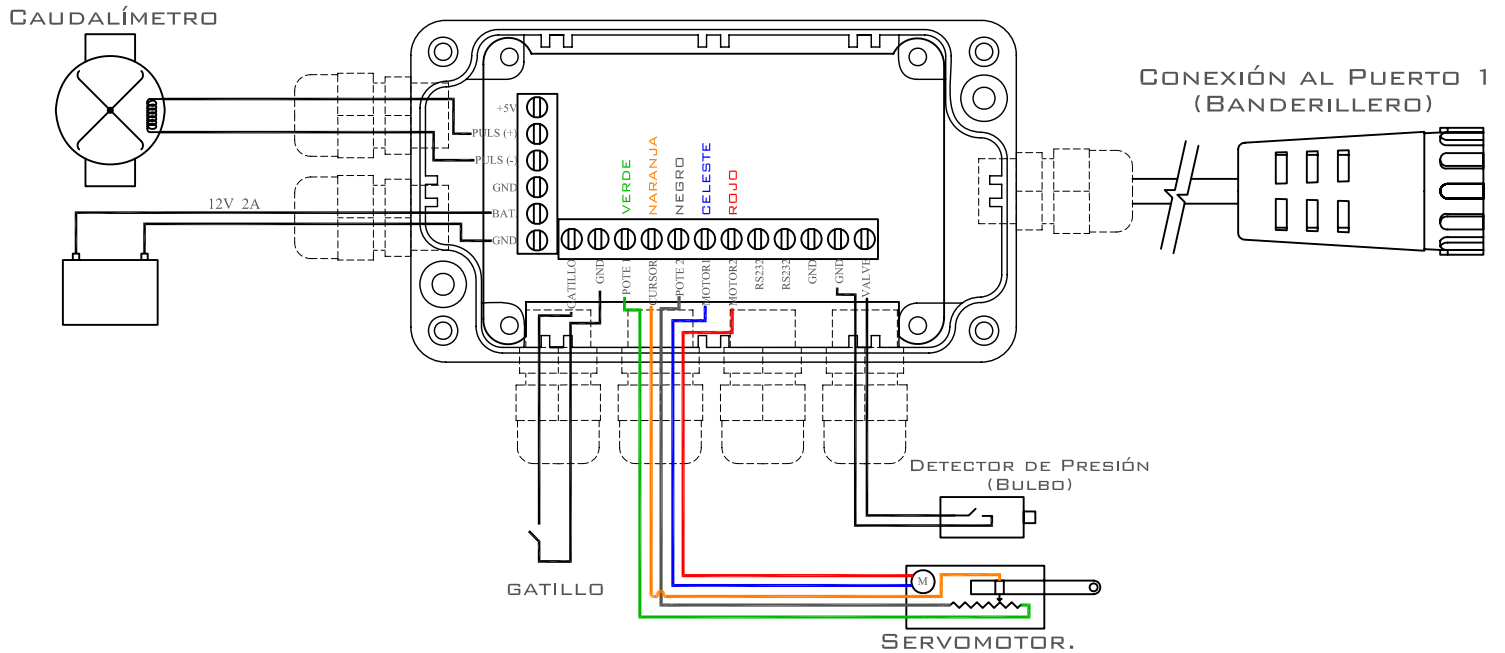 CAUDALÍMETRO
CONEXIÓN AL PUERTO 1
(BANDERILLERO)
+5V
PULS (+)
PULS (-)
GND
BAT.
GND
12V 2A
VERDE
NARANJA
NEGRO
CELESTE
ROJO
GATILLO
GND
POTE 1
CURSOR
POTE 2
MOTOR1
MOTOR2
RS232
RS232
GND
GND
VALVE
DETECTOR DE PRESIÓN
(BULBO)
GATILLO
M
SERVOMOTOR.